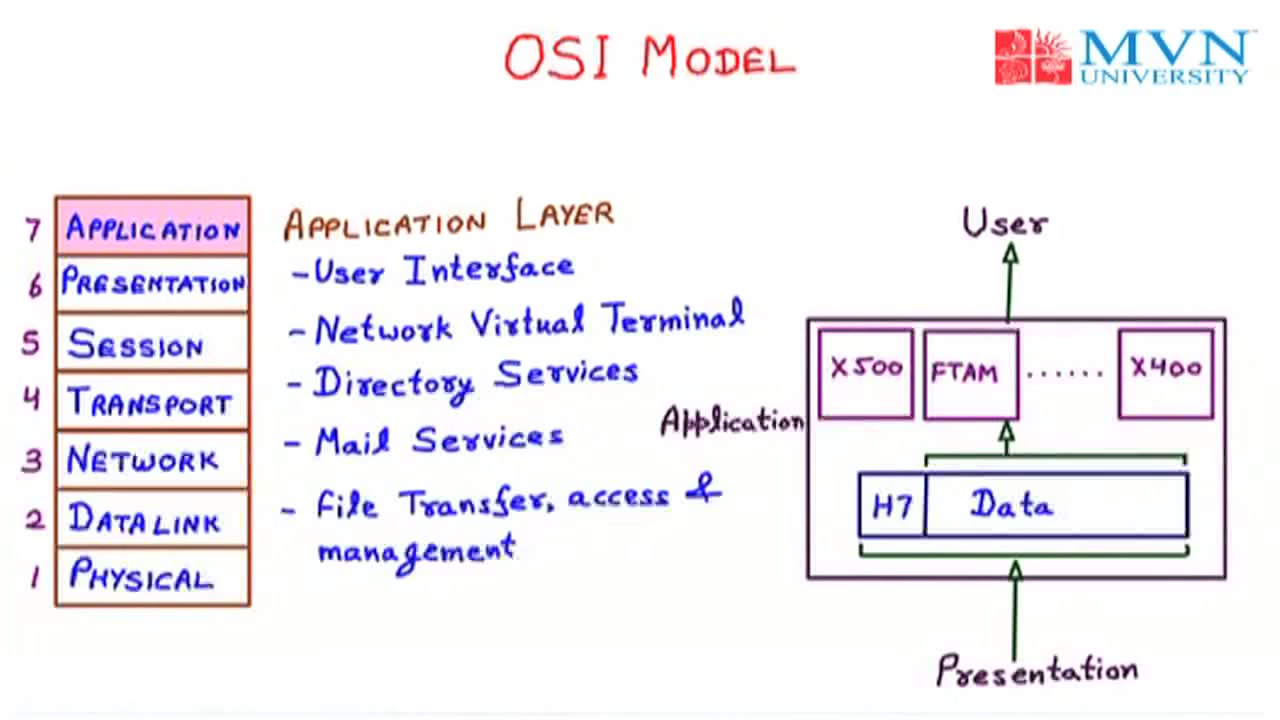 OSI MODEL
MVN
UNIVERSITY
7 APPLICATION
6 PRESENTATION
5 SESSION
4 TRANSPORT
3 NETWORK
2 DATA LINK
1 PHYSICAL
APPLICATION LAYER
- User Interface
- Network Virtual Terminal
- Directory Services
- Mail Services
- File Transfer, access &
management
User
X500 FTAM ...... X400
Application
H7 Data
Presentation